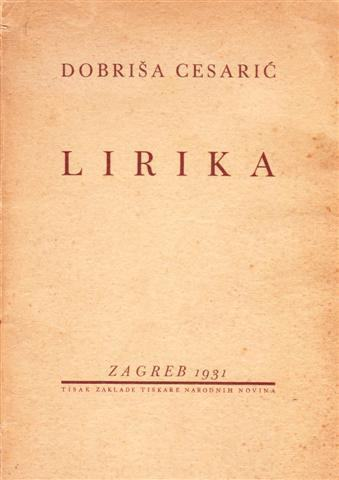 DOBRIŠA CESARIĆ
LIRIKA
ZAGREB 1931
TISAK ZAKLADE TISKARE NARODNIH NOVINA